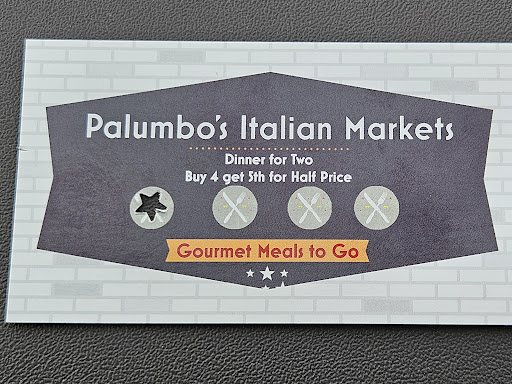 Palumbo's Italian Markets
Dinner for Two
Buy 4 get 5th for Half Price
Gourmet Meals to Go